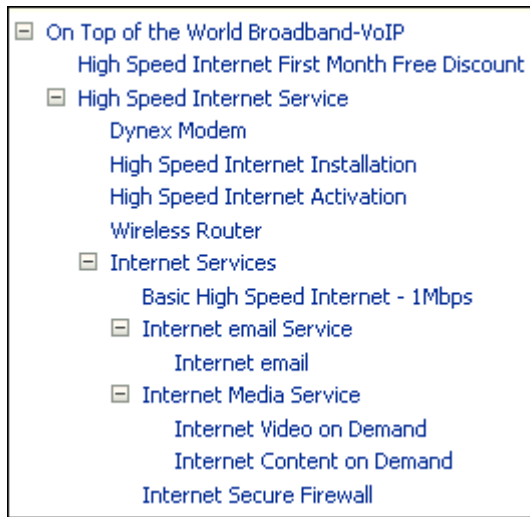 On Top of the World Broadband-VoIP
High Speed Internet First Month Free Discount
High Speed Internet Service
Dynex Modem
High Speed Internet Installation
High Speed Internet Activation
Wireless Router
Internet Services
Basic High Speed Internet - 1Mbps
Internet email Service
Internet email
Internet Media Service
Internet Video on Demand
Internet Content on Demand
Internet Secure Firewall